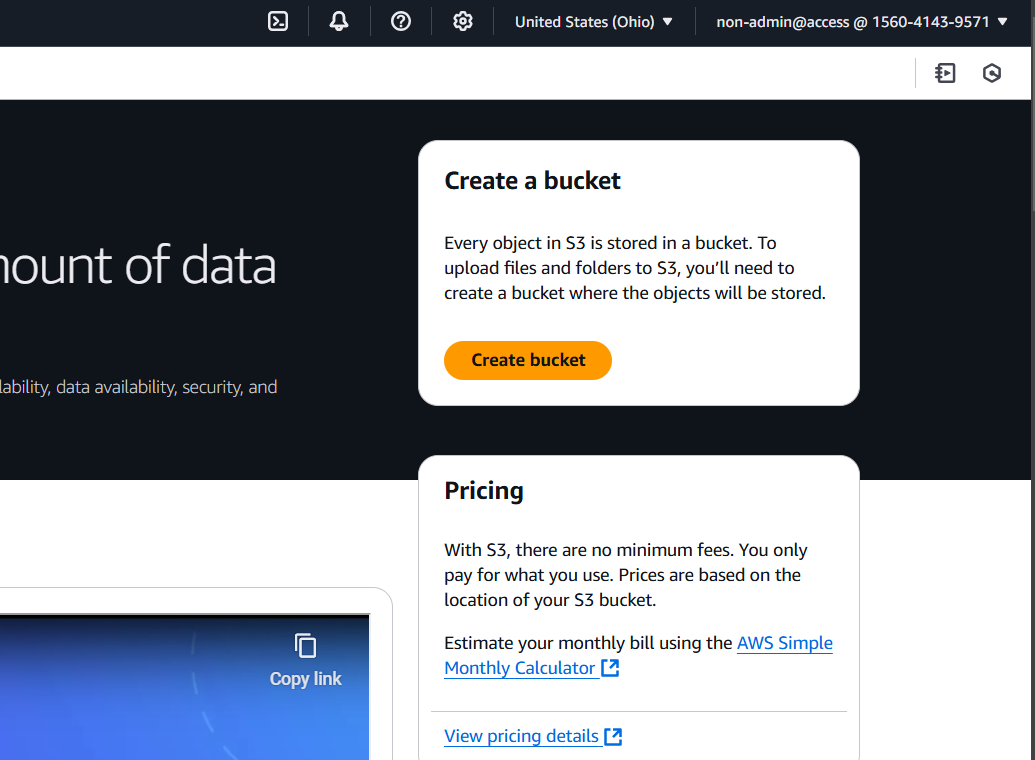 United States (Ohio) ▼ non-admin@access @ 1560-4143-9571 ▼
Create a bucket
Every object in S3 is stored in a bucket. To
upload files and folders to S3, you’ll need to
create a bucket where the objects will be stored.
Create bucket
of data
data availability, security, and
Pricing
With S3, there are no minimum fees. You only
pay for what you use. Prices are based on the
location of your S3 bucket.
Estimate your monthly bill using the AWS Simple
Monthly Calculator
View pricing details
Copy link